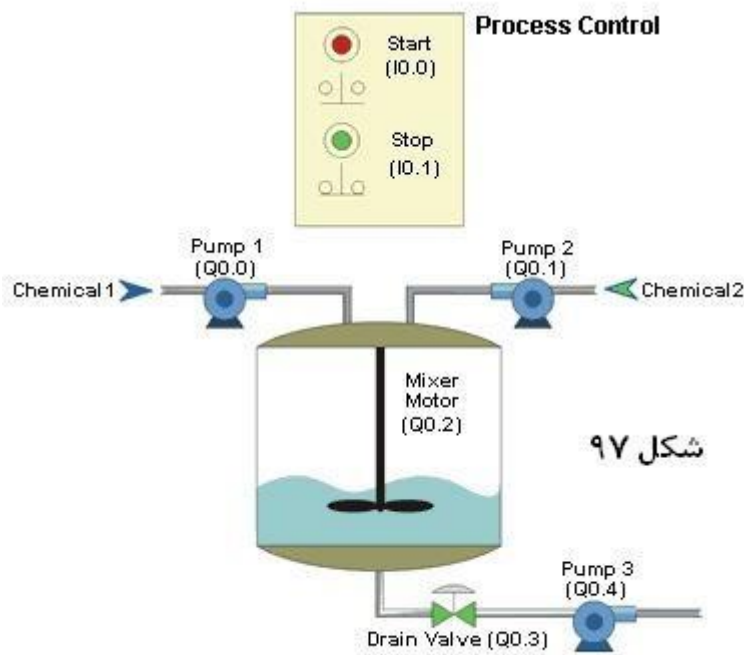 Process Control
Start
(I0.0)
Stop
(I0.1)
Pump 1
(Q0.0)
Pump 2
(Q0.1)
Chemical1
Chemical2
Mixer
Motor
(Q0.2)
شکل ۹۷
Pump 3
(Q0.4)
Drain Valve (Q0.3)